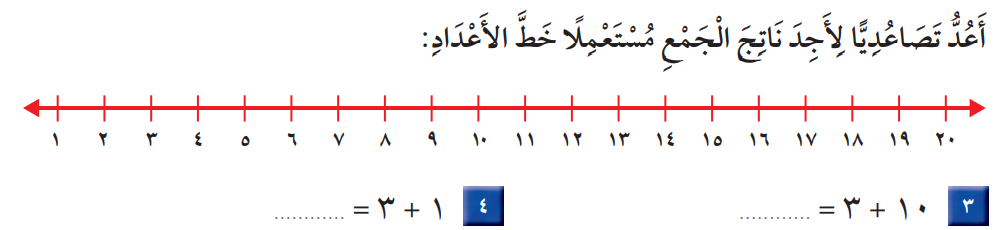 أَعُدُّ تَصَاعُدِيًّا لِأَجِدَ نَاتِجَ الْجَمْعِ مُسْتَعْمِلًا خَطَّ الأَعْدَادِ:
١ ٢ ٣ ٤ ٥ ٦ ٧ ٨ ٩ ١٠ ١١ ١٢ ١٣ ١٤ ١٥ ١٦ ١٧ ١٨ ١٩ ٢٠
٣ ١٠ + ٣ = ............
٤ ١ + ٣ = ............